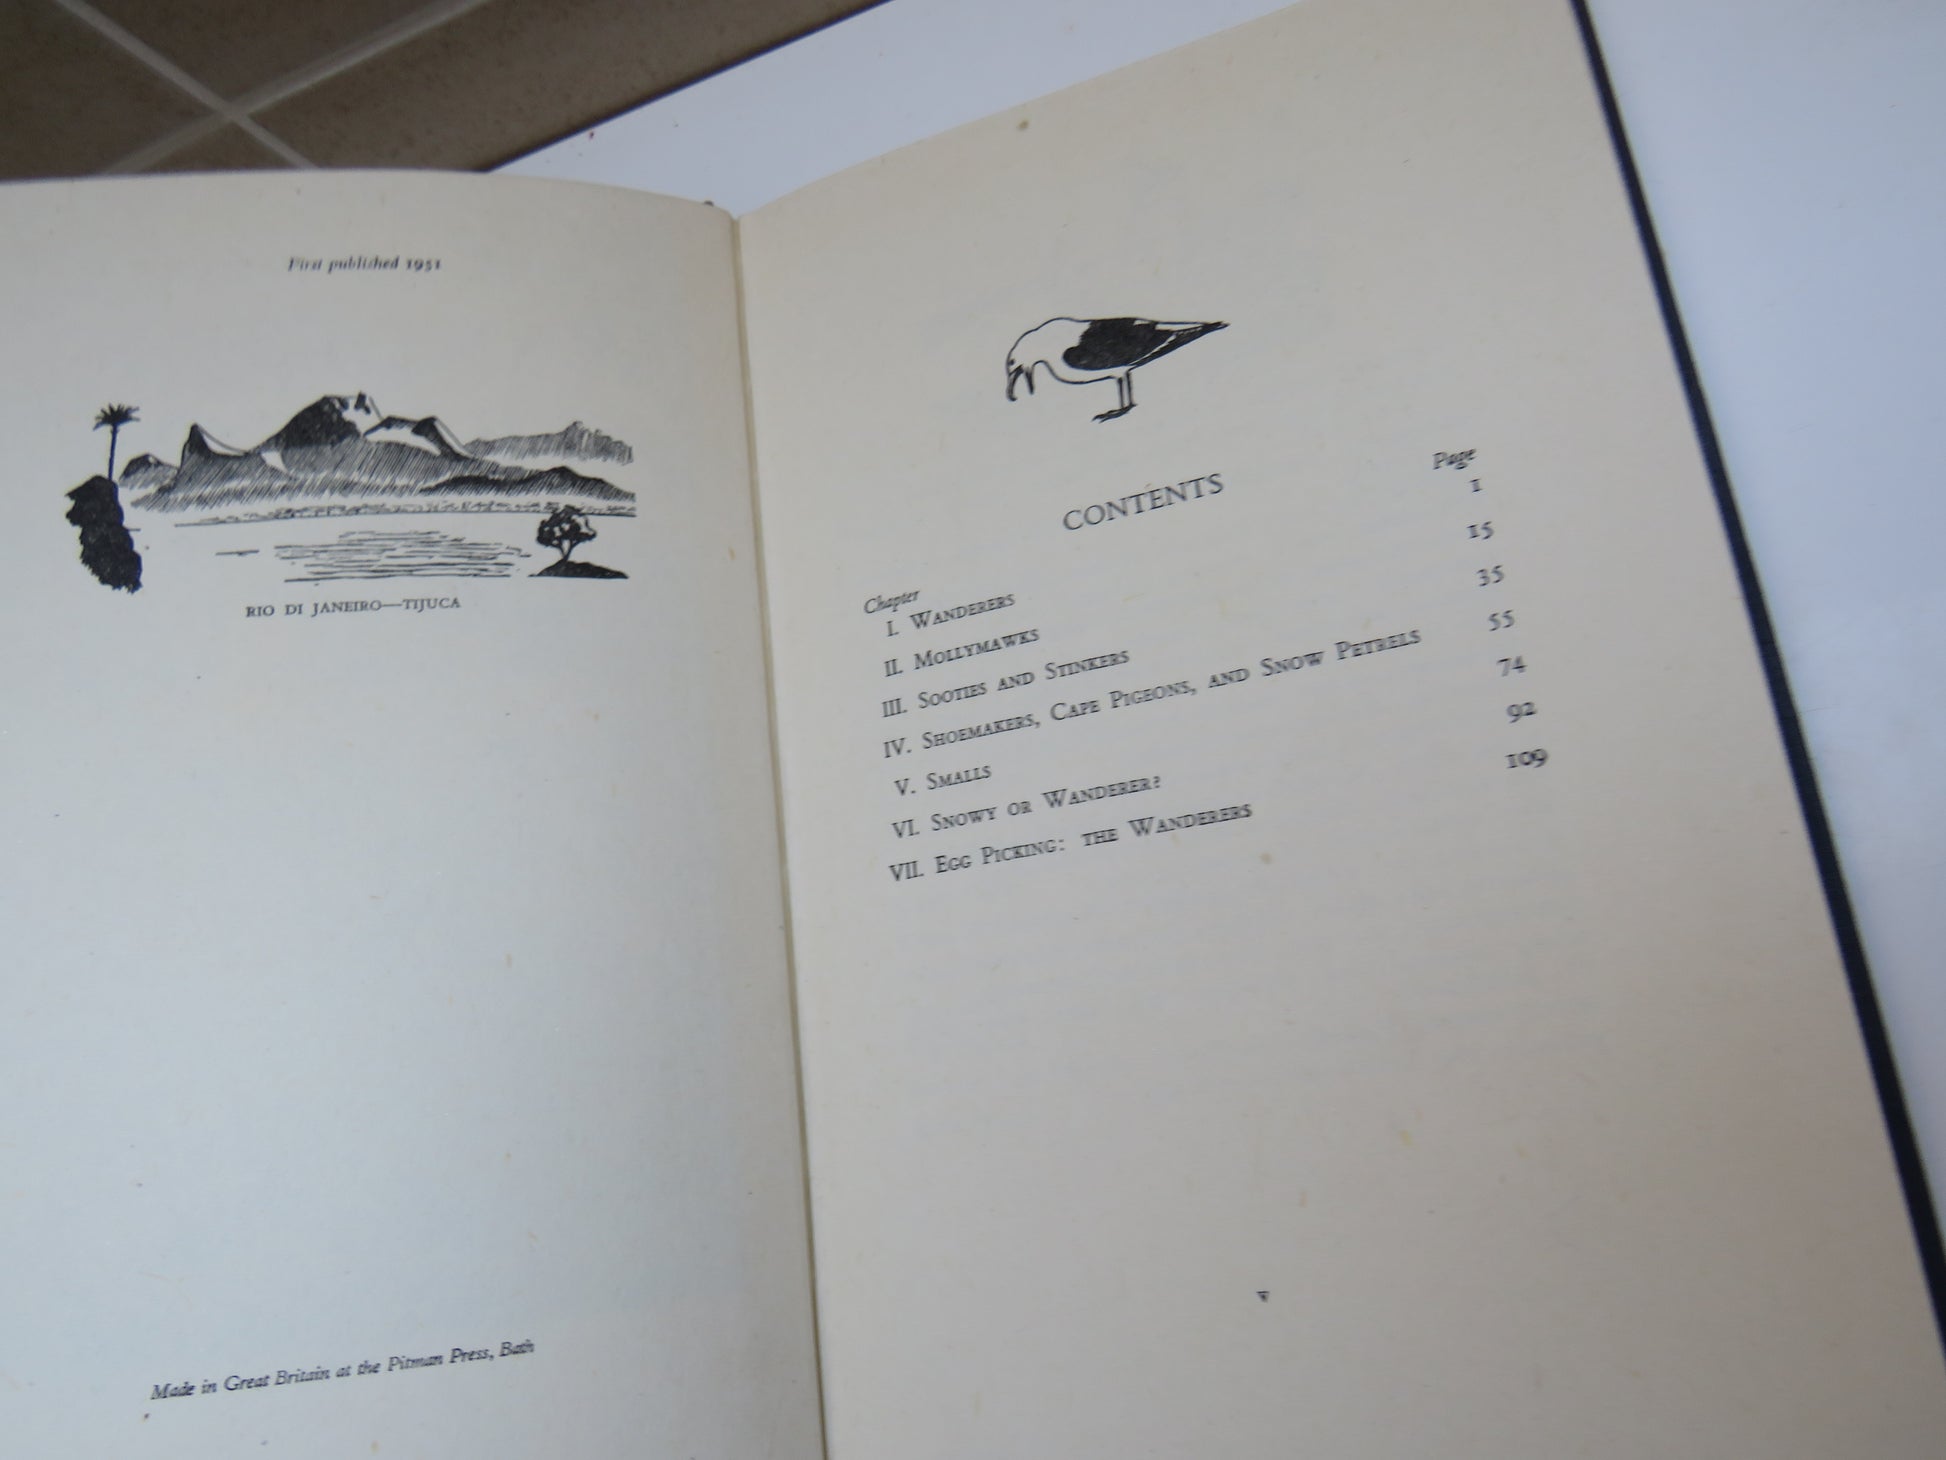 First published 1951
RIO DI JANEIRO—TIJUCA
Made in Great Britain at the Pitman Press, Bath
CONTENTS
Chapter Page
I. Wanderers 1
II. Mollymawks 15
III. Sooties and Stinkers 35
IV. Shoemakers, Cape Pigeons, and Snow Petrels 55
V. Smalls 74
VI. Snowy or Wanderer? 92
VII. Egg Picking: the Wanderers 109
v